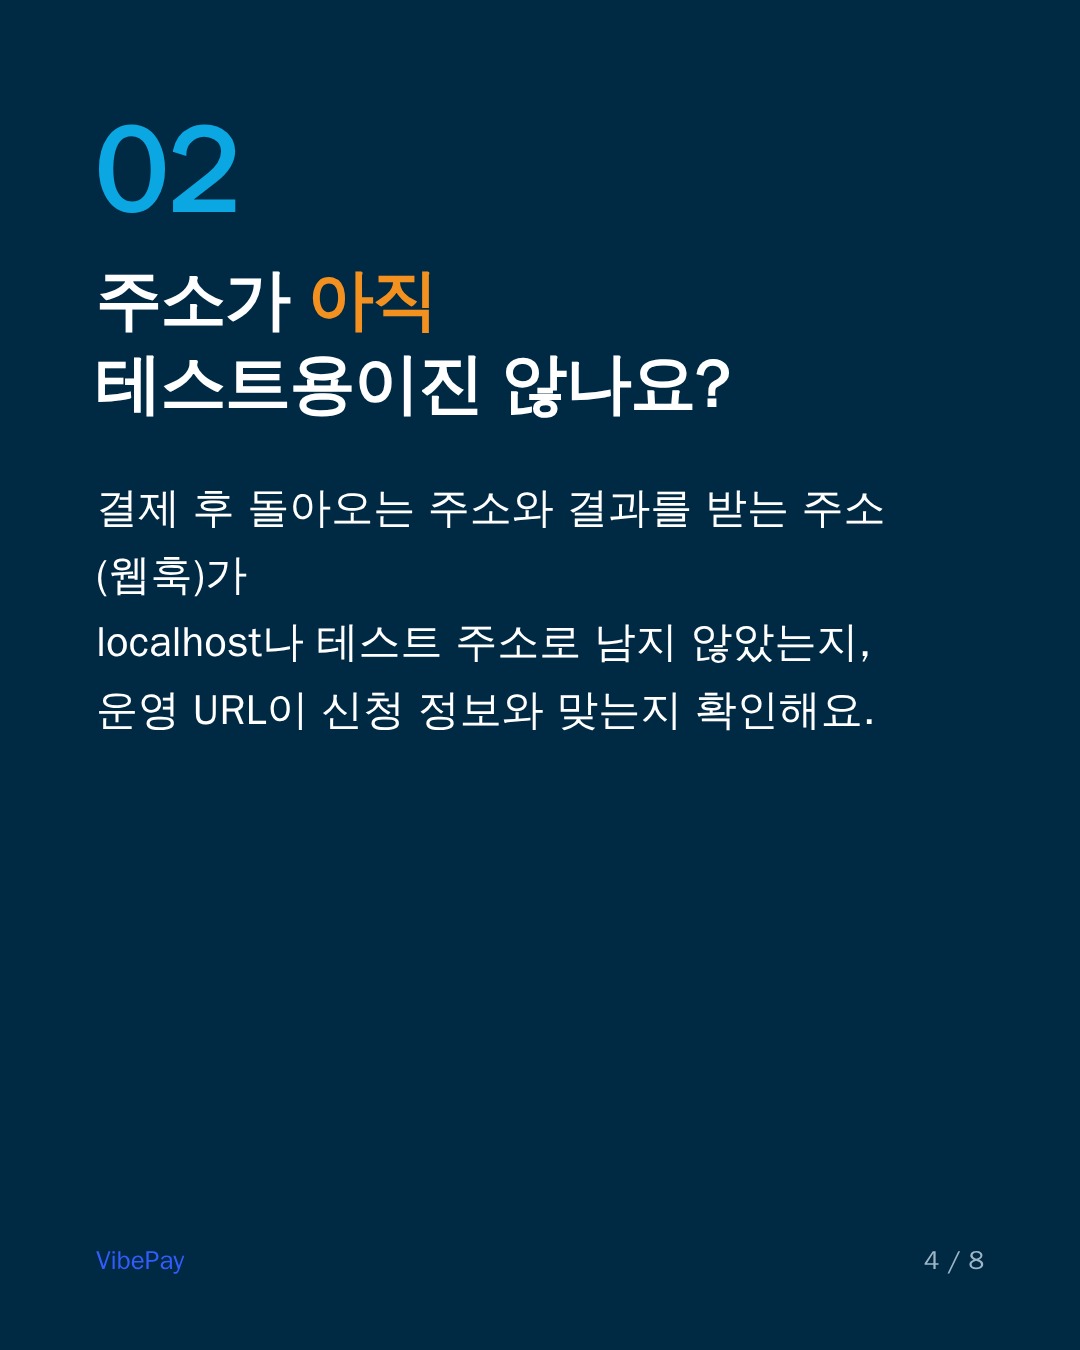 02
주소가 아직
테스트용이진 않나요?
결제 후 돌아오는 주소와 결과를 받는 주소
(웹훅)가
localhost나 테스트 주소로 남지 않았는지,
운영 URL이 신청 정보와 맞는지 확인해요.
VibePay
4 / 8